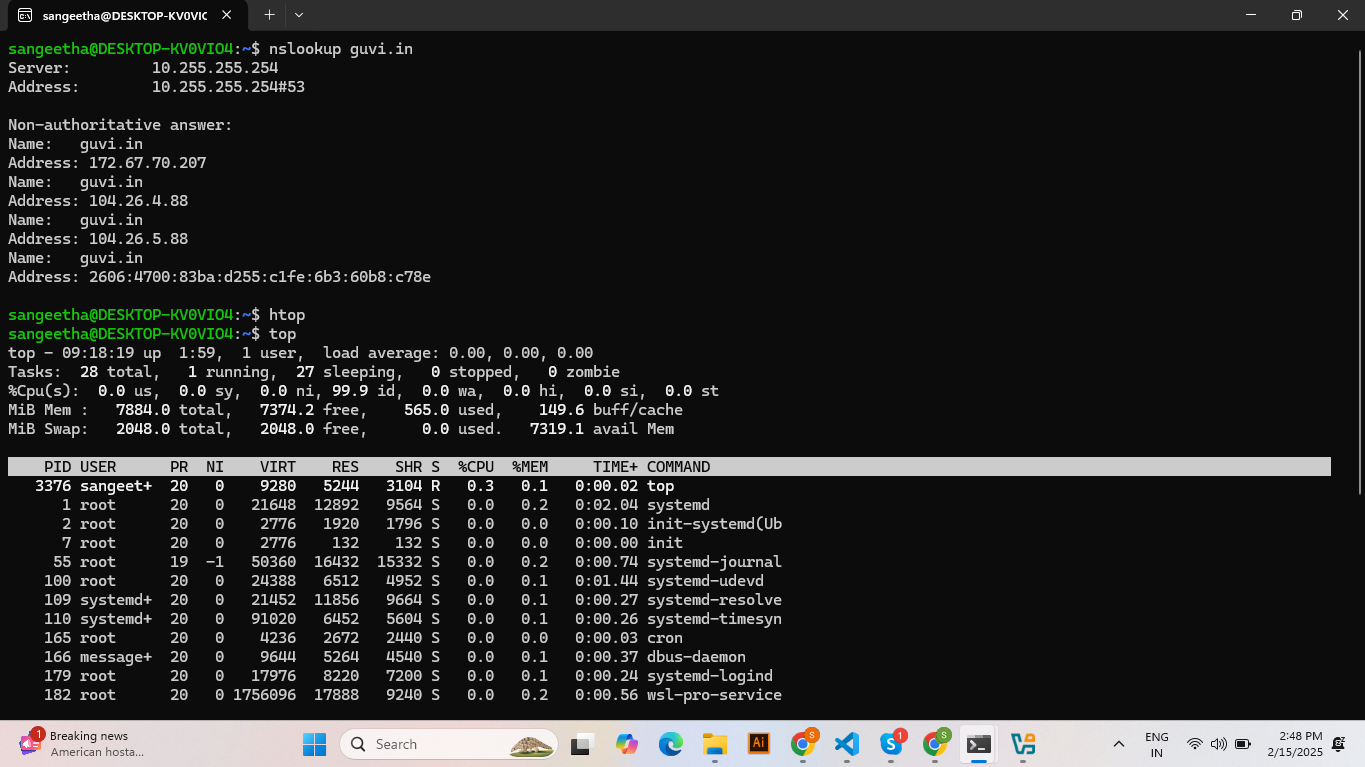 sangeetha@DESKTOP-KV0VIC
sangeetha@DESKTOP-KV0VIO4:~$ nslookup guvi.in
Server:         10.255.255.254
Address:        10.255.255.254#53
Non-authoritative answer:
Name:   guvi.in
Address: 172.67.70.207
Name:   guvi.in
Address: 104.26.4.88
Name:   guvi.in
Address: 104.26.5.88
Name:   guvi.in
Address: 2606:4700:83ba:d255:c1fe:6b3:60b8:c78e
sangeetha@DESKTOP-KV0VIO4:~$ htop
sangeetha@DESKTOP-KV0VIO4:~$ top
top - 09:18:19 up  1:59,  1 user,  load average: 0.00, 0.00, 0.00
Tasks:  28 total,   1 running,  27 sleeping,   0 stopped,   0 zombie
%Cpu(s):  0.0 us,  0.0 sy,  0.0 ni, 99.9 id,  0.0 wa,  0.0 hi,  0.0 si,  0.0 st
MiB Mem :   7884.0 total,   7374.2 free,    565.0 used,    149.6 buff/cache
MiB Swap:   2048.0 total,   2048.0 free,      0.0 used.   7319.1 avail Mem
PID USER      PR  NI    VIRT    RES    SHR S  %CPU  %MEM     TIME+ COMMAND
3376 sangeet+  20   0    9280   5244   3104 R   0.3   0.1   0:00.02 top
1 root      20   0   21648  12892   9564 S   0.0   0.2   0:02.04 systemd
2 root      20   0    2776   1920   1796 S   0.0   0.0   0:00.10 init-systemd(Ub
7 root      20   0    2776    132    132 S   0.0   0.0   0:00.00 init
55 root      19  -1   50360  16432  15332 S   0.0   0.2   0:00.74 systemd-journal
100 root      20   0   24388   6512   4952 S   0.0   0.1   0:01.44 systemd-udevd
109 systemd+  20   0   21452  11856   9664 S   0.0   0.1   0:00.27 systemd-resolve
110 systemd+  20   0   91020   6452   5604 S   0.0   0.1   0:00.26 systemd-timesyn
165 root      20   0    4236   2672   2440 S   0.0   0.0   0:00.03 cron
166 message+  20   0    9644   5264   4540 S   0.0   0.1   0:00.37 dbus-daemon
179 root      20   0   17976   8220   7200 S   0.0   0.1   0:00.24 systemd-logind
182 root      20   0 1756096  17888   9240 S   0.0   0.2   0:00.56 wsl-pro-service
1
Breaking news
American hosta...
Search
Ai
S
S
1
S
ENG
IN
2:48 PM
2/15/2025